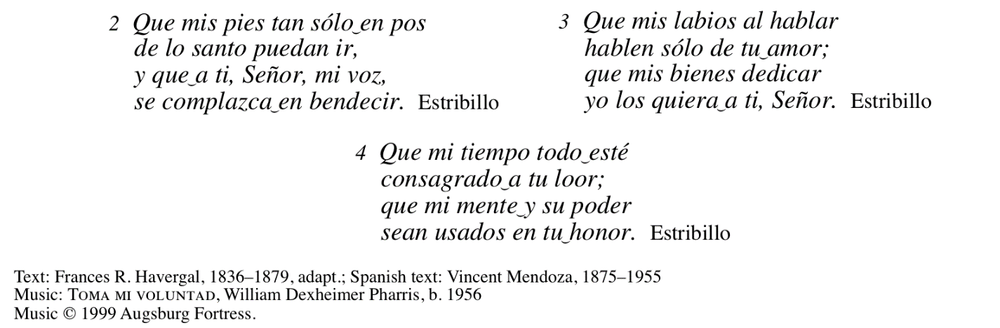 2 Que mis pies tan sólo‿en pos
de lo santo puedan ir,
y que‿a ti, Señor, mi voz,
se complazca‿en bendecir. Estribillo
3 Que mis labios al hablar
hablen sólo de tu‿amor;
que mis bienes dedicar
yo los quiera‿a ti, Señor. Estribillo
4 Que mi tiempo todo‿esté
consagrado‿a tu loor;
que mi mente‿y su poder
sean usados en tu‿honor. Estribillo
Text: Frances R. Havergal, 1836–1879, adapt.; Spanish text: Vincent Mendoza, 1875–1955
Music: TOMA MI VOLUNTAD, William Dexheimer Pharris, b. 1956
Music © 1999 Augsburg Fortress.